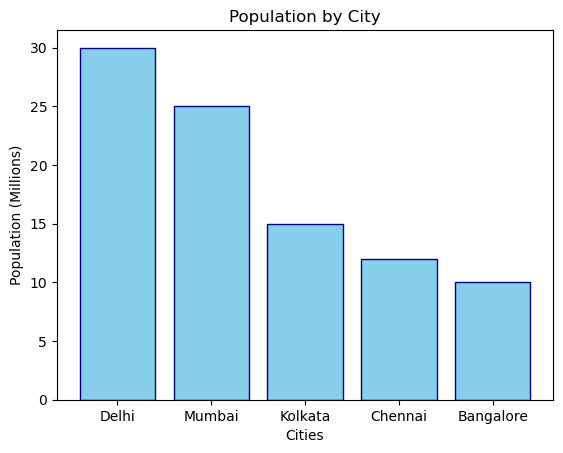 Population by City
Population (Millions)
30
25
20
15
10
5
0
Delhi Mumbai Kolkata Chennai Bangalore
Cities